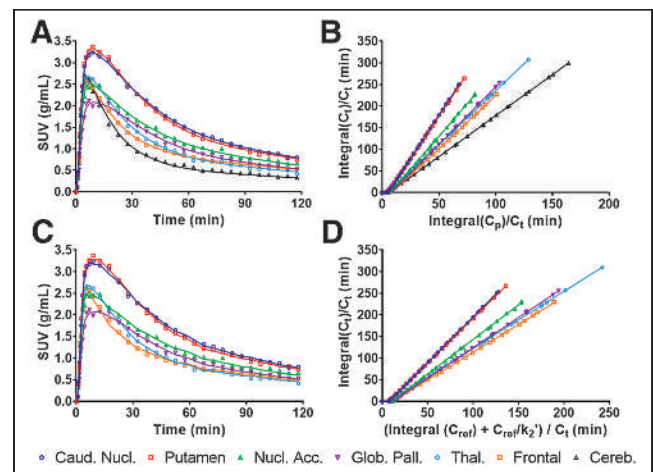 A
SUV (g/mL)
3.5
3.0
2.5
2.0
1.5
1.0
0.5
0.0
0 30 60 90 120
Time (min)
B
Integral(Ct)/Ct (min)
350
300
250
200
150
100
50
0
50 100 150 200
Integral(Cp)/Ct (min)
C
SUV (g/mL)
3.5
3.0
2.5
2.0
1.5
1.0
0.5
0.0
0 30 60 90 120
Time (min)
D
Integral(Ct)/Ct (min)
350
300
250
200
150
100
50
0
50 100 150 200 250
(Integral (Cref) + Cref/k2') / Ct (min)
Caud. Nucl. Putamen Nucl. Acc. Glob. Pall. Thal. Frontal Cereb.